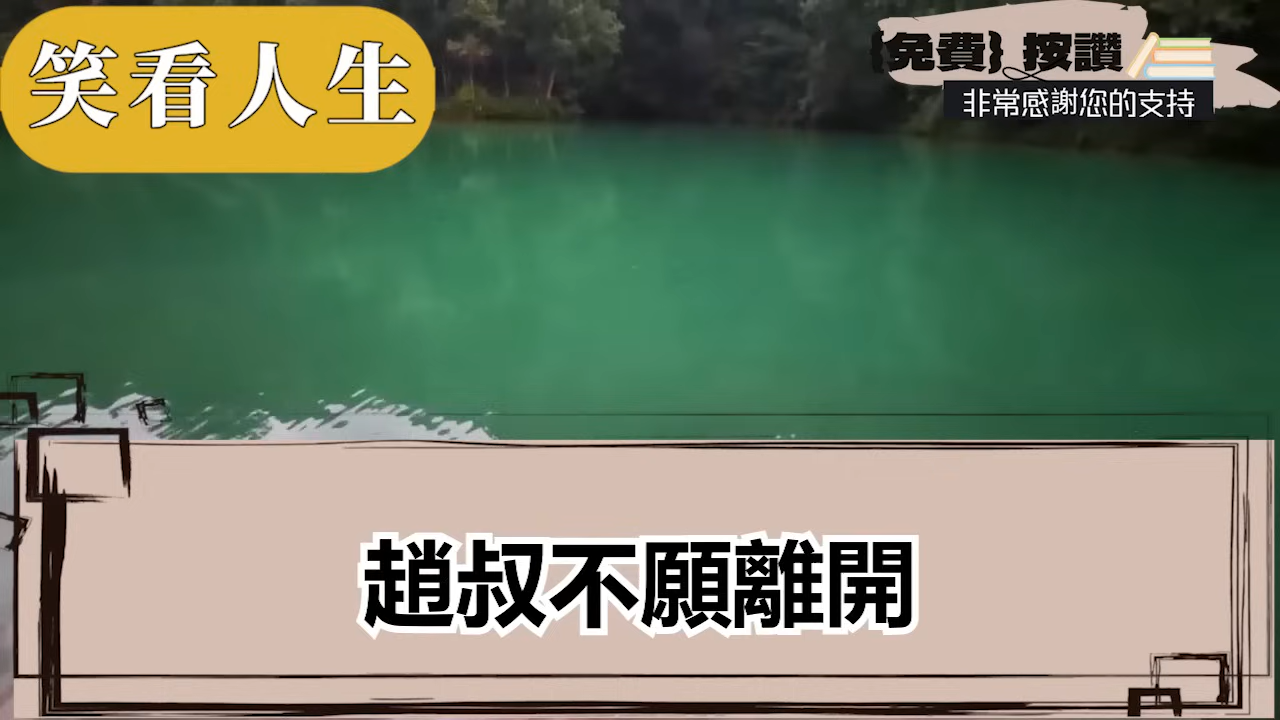 笑看人生
{免費} 按讚
非常感謝您的支持
趙叔不願離開